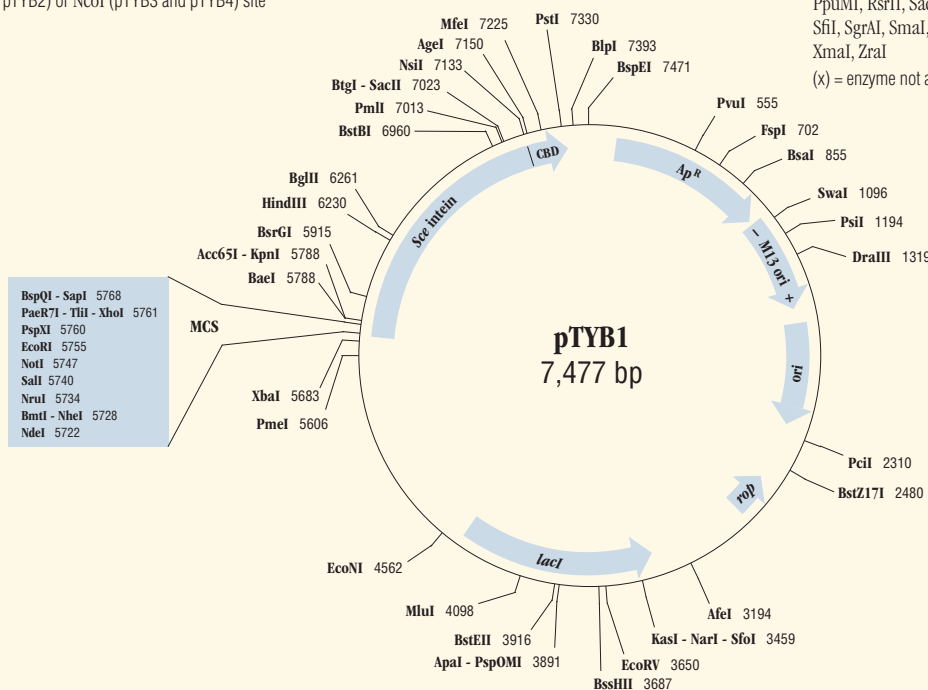 pTYB2) or NcoI (pTYB3 and pTYB4) site
PpuMI, RsrII,
SfiI, SgrAI, SmaI,
XmaI, ZraI
(x) = enzyme not
MfeI 7225
PstI 7330
AgeI 7150
BlpI 7393
NsiI 7133
BspEI 7471
BtgI - SacII 7023
PmlI 7013
BstBI 6960
PvuI 555
FspI 702
BsaI 855
CBD
Ap R
BglII 6261
HindIII 6230
SwaI 1096
PsiI 1194
Sce intein
BsrGI 5915
Acc65I - KpnI 5788
BaeI 5788
DraIII 1319
– M13 ori +
BspQI - SapI 5768
PaeR7I - TliI - XhoI 5761
PspXI 5760
EcoRI 5755
NotI 5747
SalI 5740
NruI 5734
BmtI - NheI 5728
NdeI 5722
MCS
pTYB1
7,477 bp
ori
XbaI 5683
PmeI 5606
PciI 2310
BstZ17I 2480
rop
lacI
EcoNI 4562
MluI 4098
BstEII 3916
ApaI - PspOMI 3891
AfeI 3194
KasI - NarI - SfoI 3459
EcoRV 3650
BssHII 3687